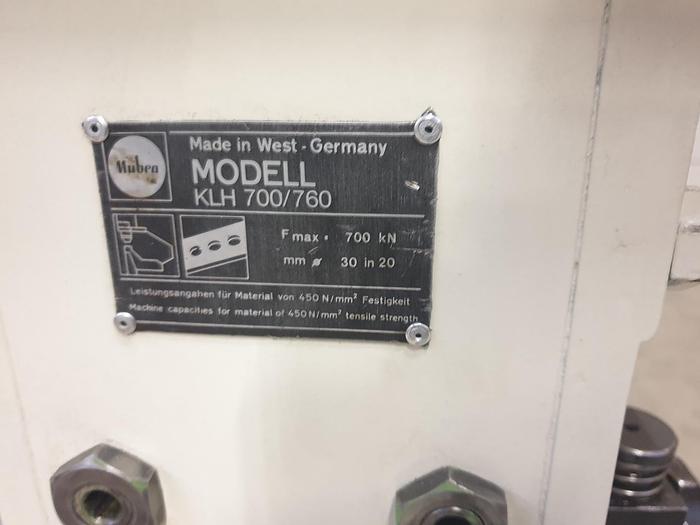 Mubea
Made in West - Germany
MODELL
KLH 700/760
F max. 700 kN
mm ø 30 in 20
Leistungsangaben für Material von 450 N/mm² Festigkeit
Machine capacities for material of 450 N/mm² tensile strength